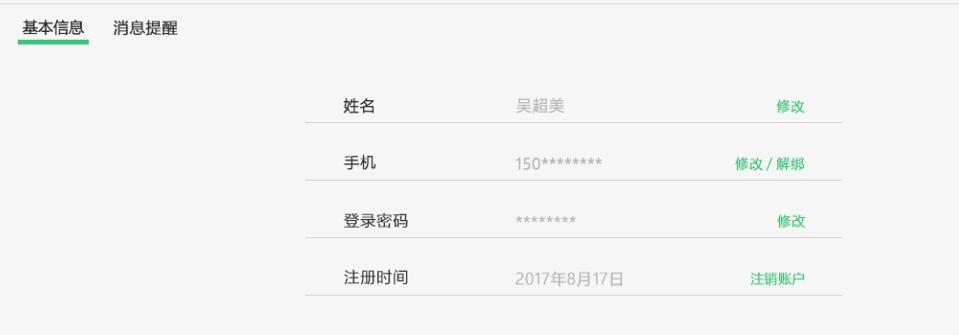 基本信息 消息提醒
姓名 吴超美 修改
手机 150******** 修改 / 解绑
登录密码 ******** 修改
注册时间 2017年8月17日 注销账户